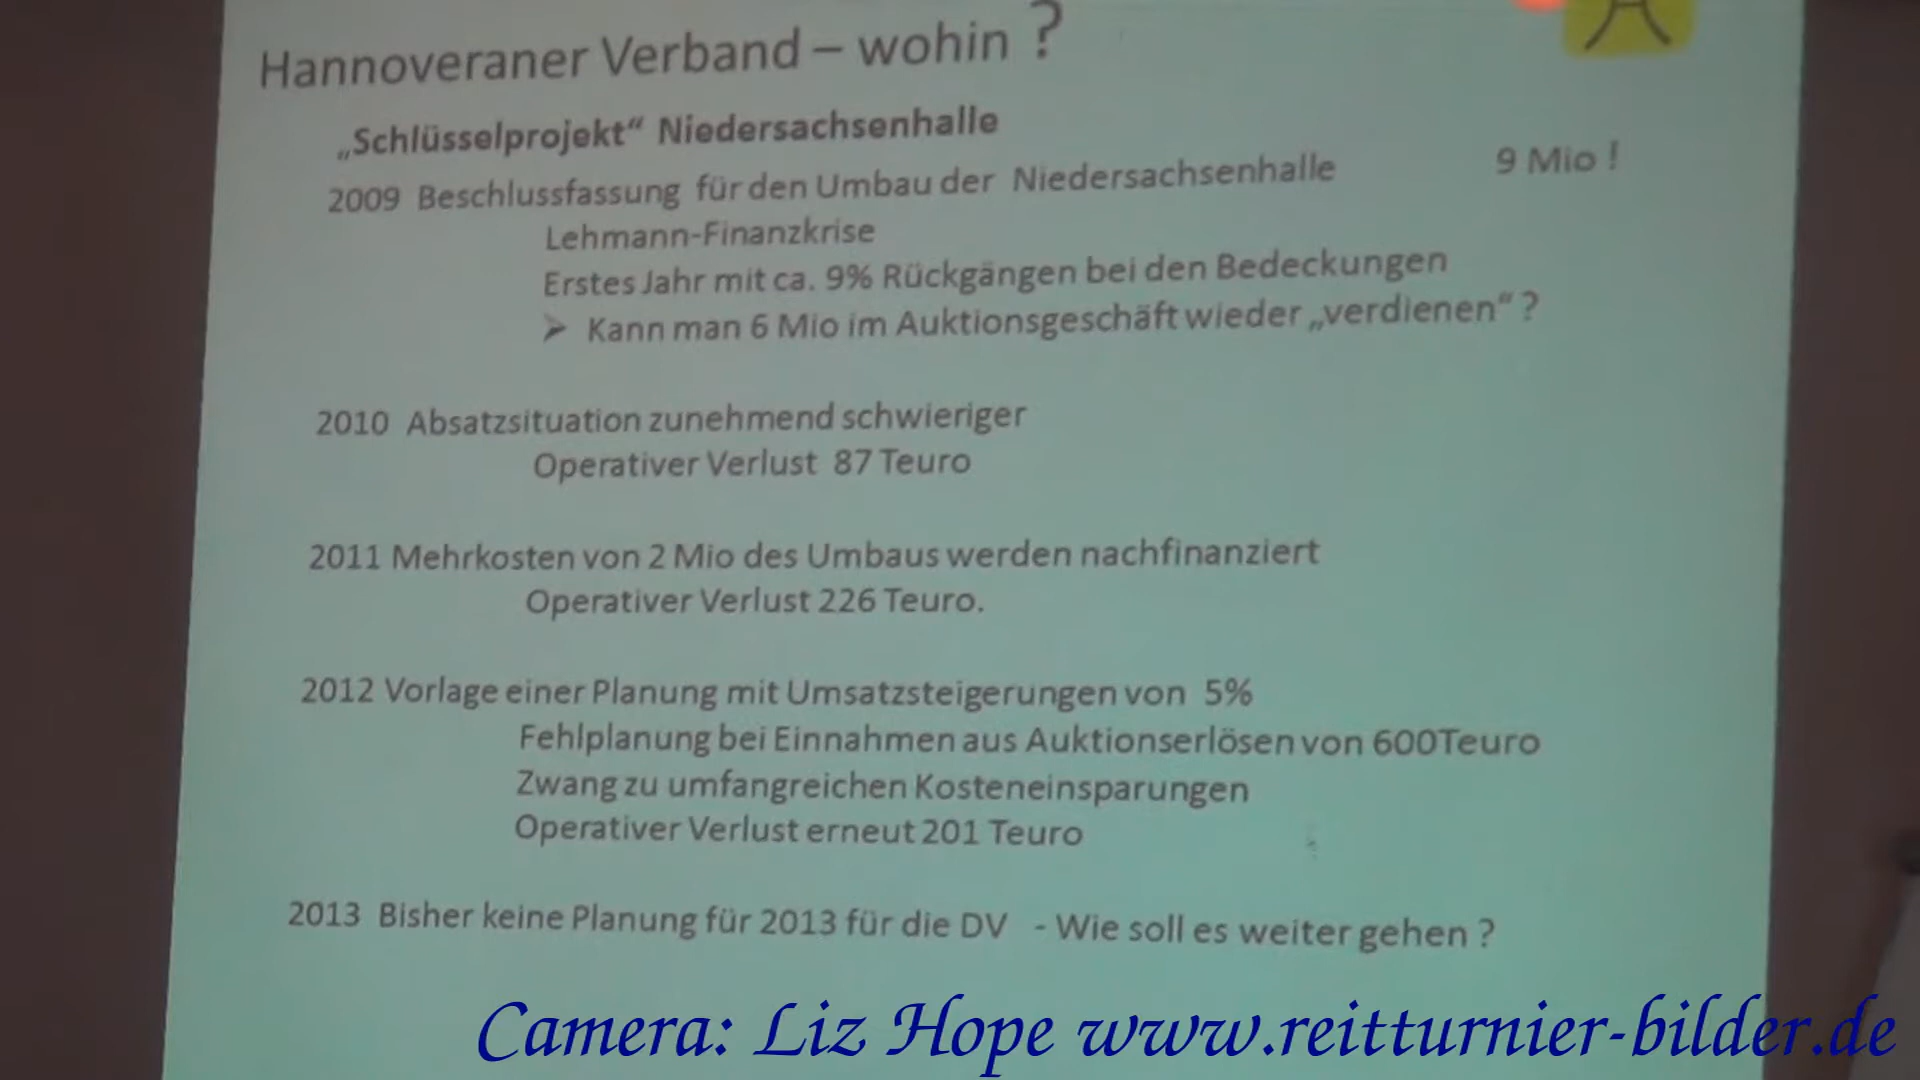 Hannoveraner Verband – wohin ?
„Schlüsselprojekt“ Niedersachsenhalle
2009 Beschlussfassung für den Umbau der Niedersachsenhalle 9 Mio !
Lehmann-Finanzkrise
Erstes Jahr mit ca. 9% Rückgängen bei den Bedeckungen
➢ Kann man 6 Mio im Auktionsgeschäft wieder „verdienen“ ?
2010 Absatzsituation zunehmend schwieriger
Operativer Verlust 87 Teuro
2011 Mehrkosten von 2 Mio des Umbaus werden nachfinanziert
Operativer Verlust 226 Teuro.
2012 Vorlage einer Planung mit Umsatzsteigerungen von 5%
Fehlplanung bei Einnahmen aus Auktionserlösen von 600Teuro
Zwang zu umfangreichen Kosteneinsparungen
Operativer Verlust erneut 201 Teuro
2013 Bisher keine Planung für 2013 für die DV - Wie soll es weiter gehen ?
Camera: Liz Hope www.reitturnier-bilder.de